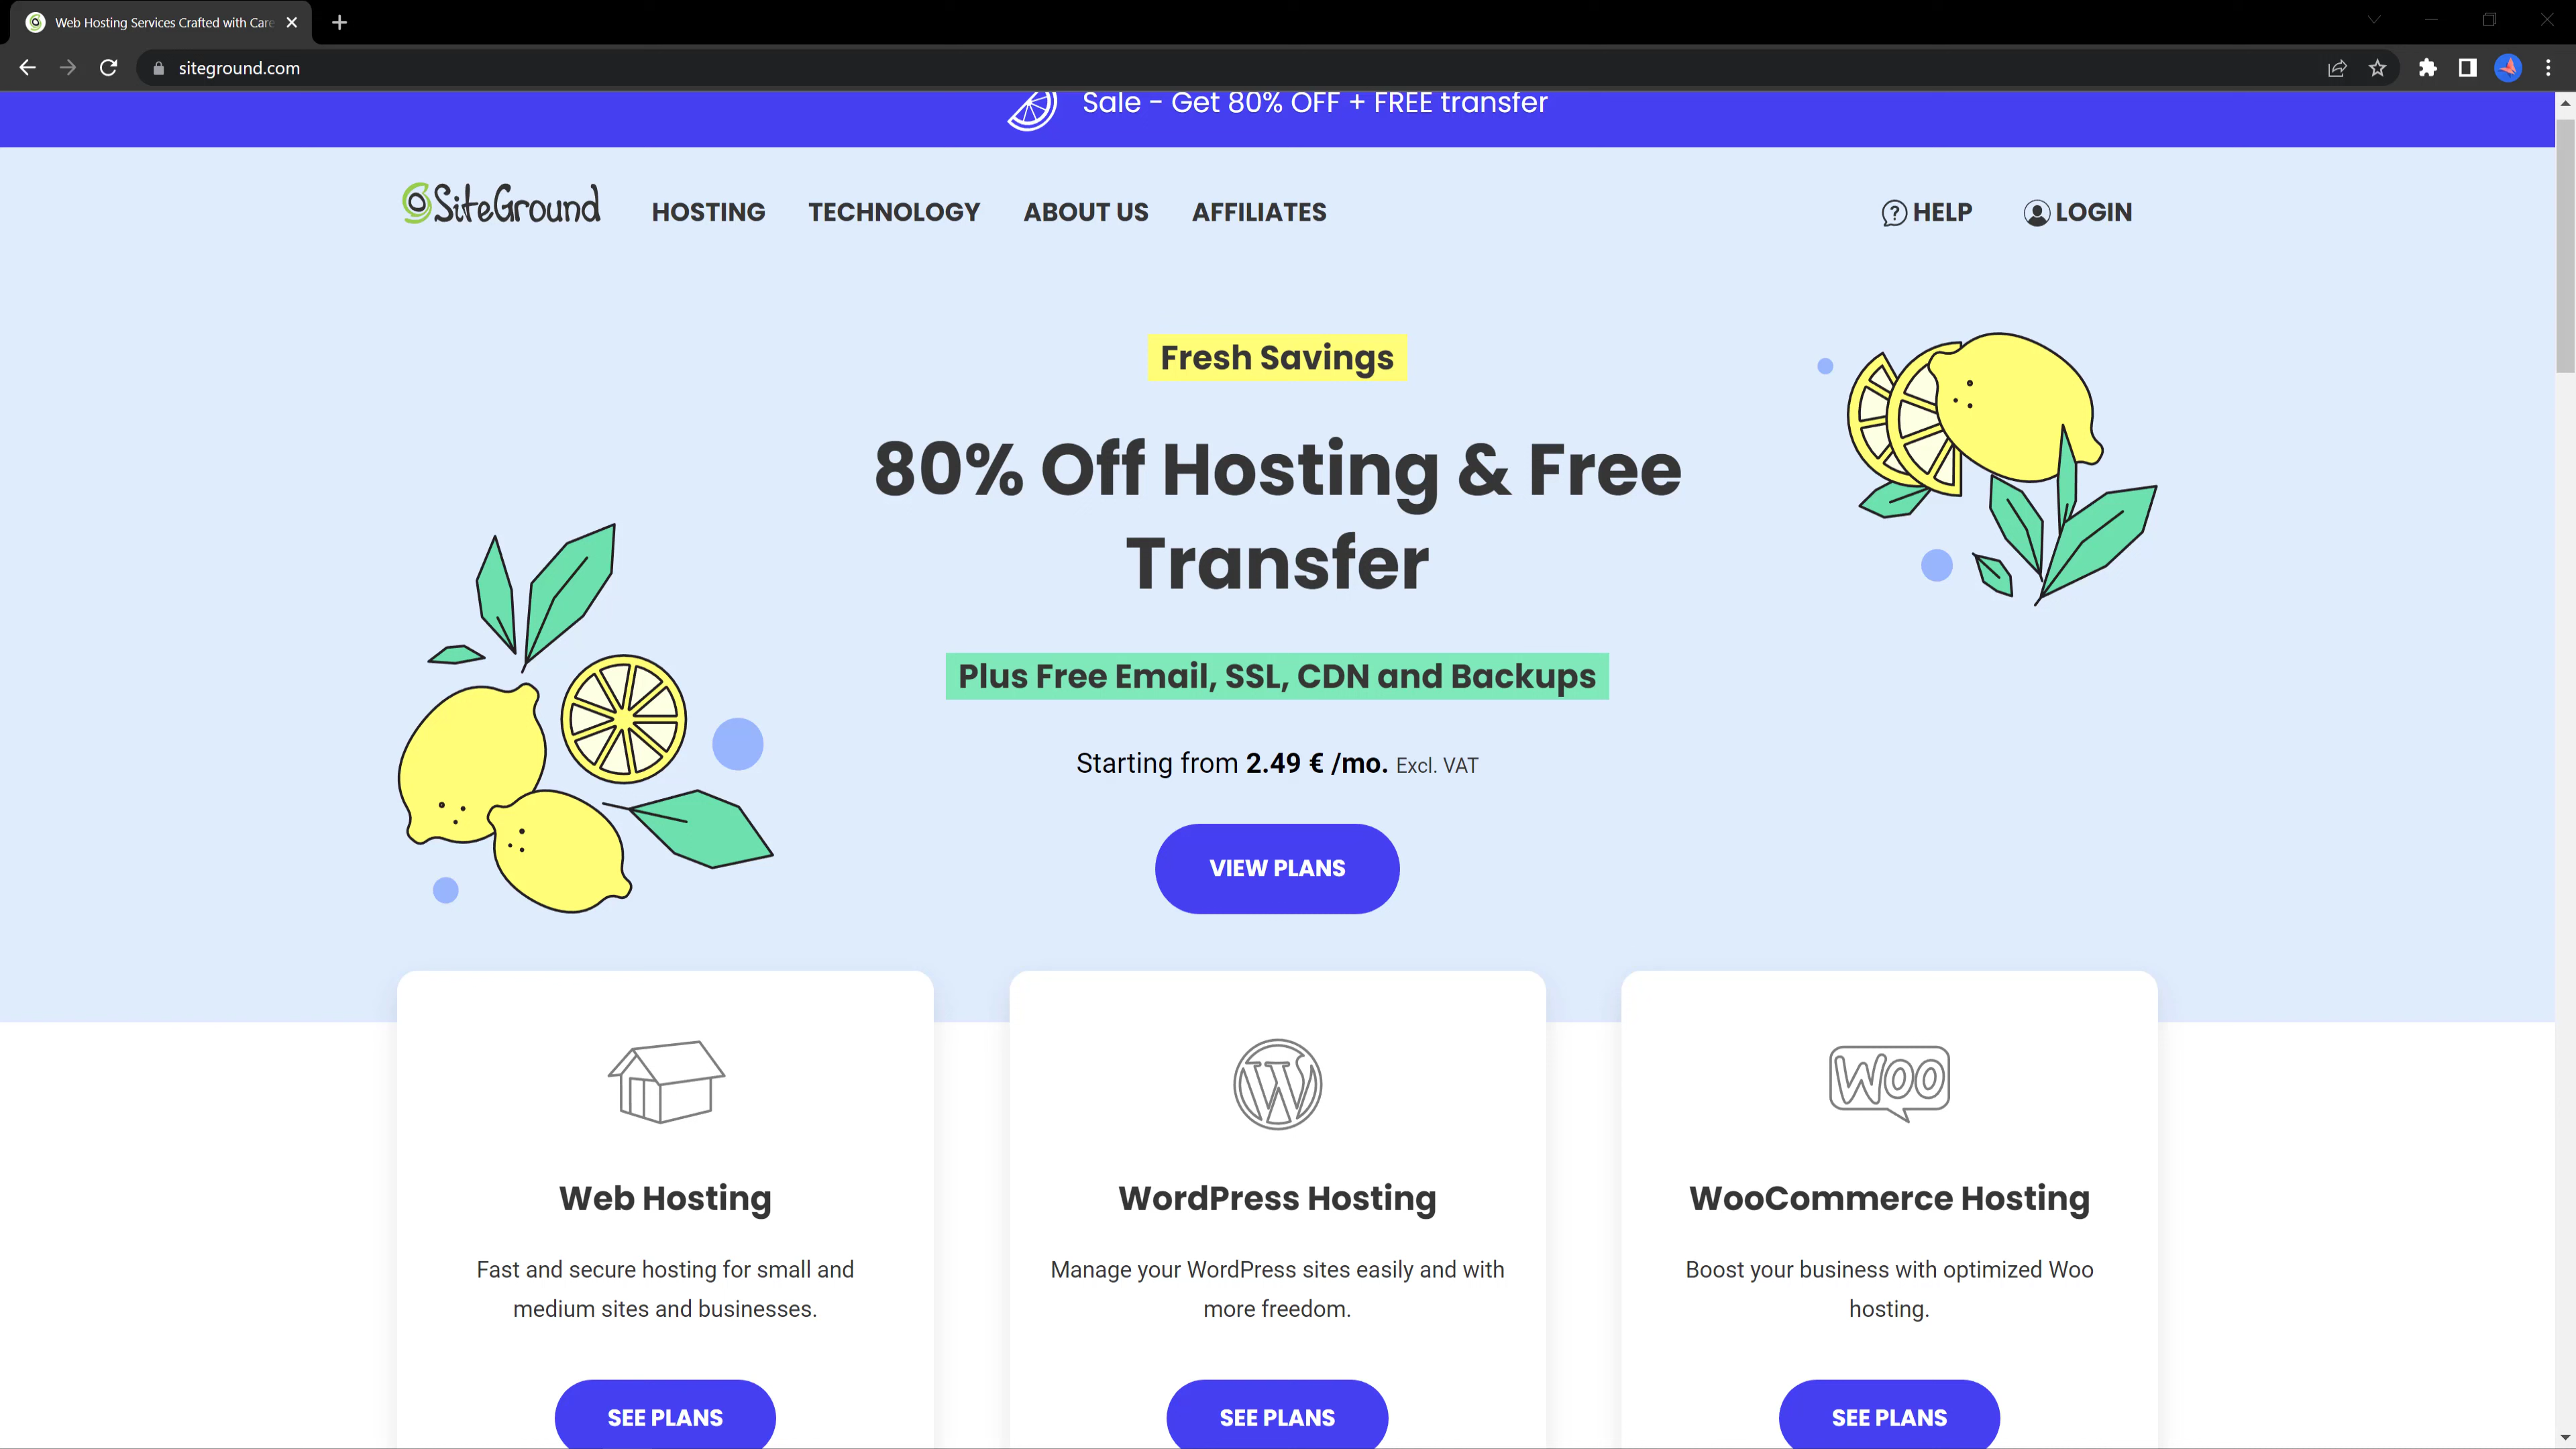 Web Hosting Services Crafted with Care
siteground.com
Sale - Get 80% OFF + FREE transfer
SiteGround
HOSTING
TECHNOLOGY
ABOUT US
AFFILIATES
HELP
LOGIN
Fresh Savings
80% Off Hosting & Free
Transfer
Plus Free Email, SSL, CDN and Backups
Starting from 2.49 € /mo. Excl. VAT
VIEW PLANS
Web Hosting
Fast and secure hosting for small and
medium sites and businesses.
SEE PLANS
WordPress Hosting
Manage your WordPress sites easily and with
more freedom.
SEE PLANS
Woo
WooCommerce Hosting
Boost your business with optimized Woo
hosting.
SEE PLANS